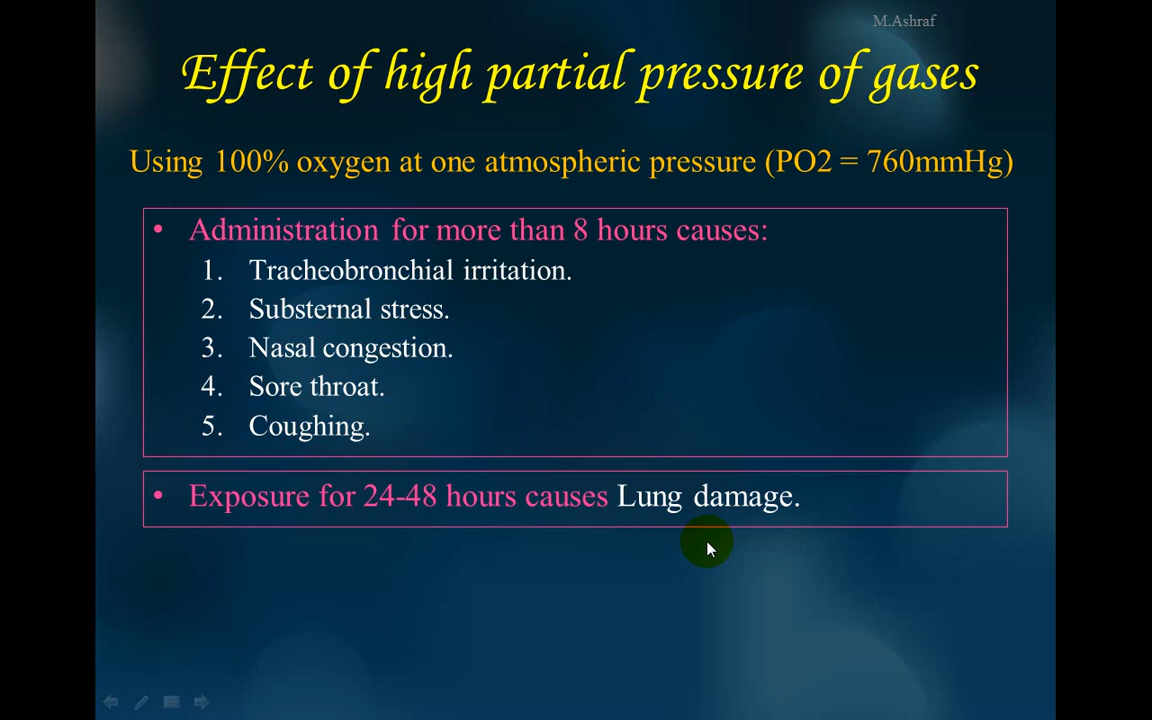 M.Ashraf
Effect of high partial pressure of gases
Using 100% oxygen at one atmospheric pressure (PO2 = 760mmHg)
• Administration for more than 8 hours causes:
1. Tracheobronchial irritation.
2. Substernal stress.
3. Nasal congestion.
4. Sore throat.
5. Coughing.
• Exposure for 24-48 hours causes Lung damage.